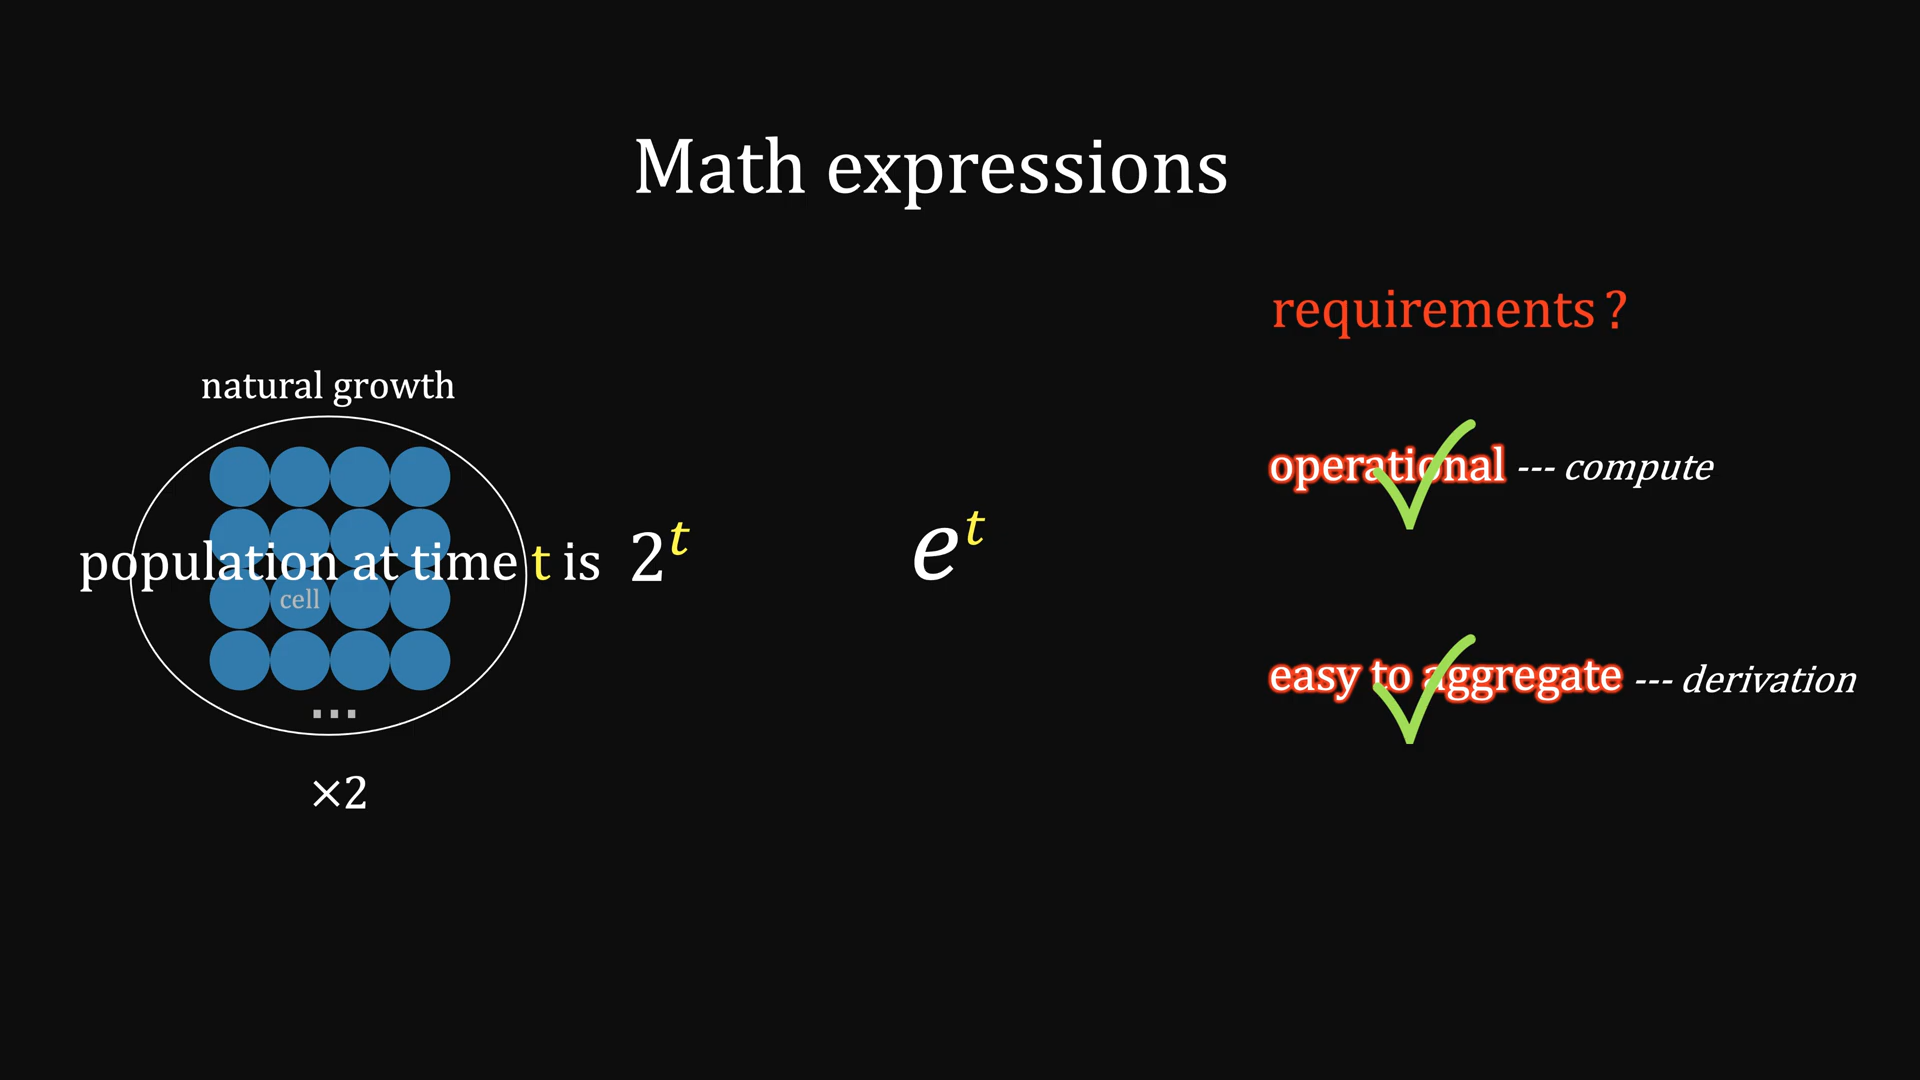 Math expressions
requirements ?
natural growth
operational --- compute
population at time t is 2^t
e^t
cell
easy to aggregate --- derivation
...
×2